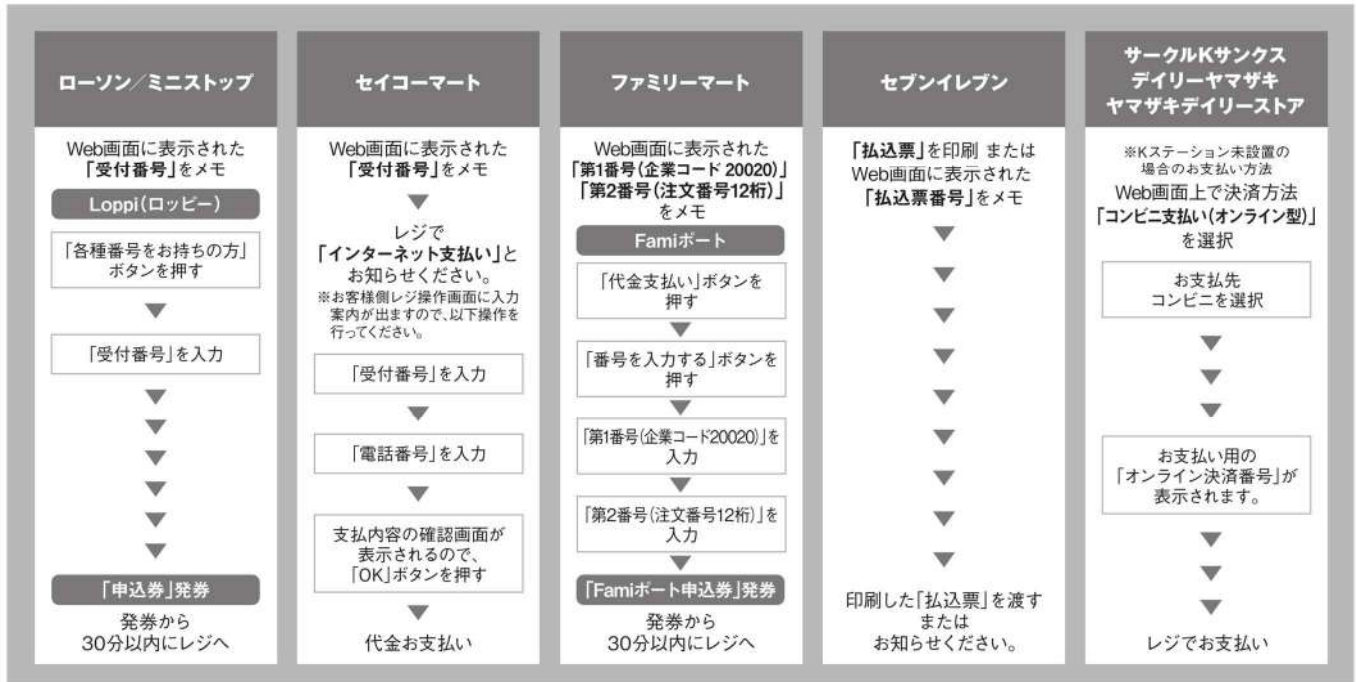 ローソン／ミニストップ
Web画面に表示された
「受付番号」をメモ
Loppi（ロッピー）
「各種番号をお持ちの方」
ボタンを押す
「受付番号」を入力
「申込券」発券
発券から
30分以内にレジへ
セイコーマート
Web画面に表示された
「受付番号」をメモ
レジで
「インターネット支払い」と
お知らせください。
※お客様側レジ操作画面に入力
案内が出ますので、以下操作を
行ってください。
「受付番号」を入力
「電話番号」を入力
支払内容の確認画面が
表示されるので、
「OK」ボタンを押す
代金お支払い
ファミリーマート
Web画面に表示された
「第1番号（企業コード 20020）」
「第2番号（注文番号12桁）」
をメモ
Famiポート
「代金支払い」ボタンを
押す
「番号を入力する」ボタンを
押す
「第1番号（企業コード20020）」を
入力
「第2番号（注文番号12桁）」を
入力
「Famiポート申込券」発券
発券から
30分以内にレジへ
セブンイレブン
「払込票」を印刷 または
Web画面に表示された
「払込票番号」をメモ
印刷した「払込票」を渡す
または
お知らせください。
サークルKサンクス
デイリーヤマザキ
ヤマザキデイリーストア
※Kステーション未設置の
場合のお支払い方法
Web画面上で決済方法
「コンビニ支払い（オンライン型）」
を選択
お支払先
コンビニを選択
お支払い用の
「オンライン決済番号」が
表示されます。
レジでお支払い